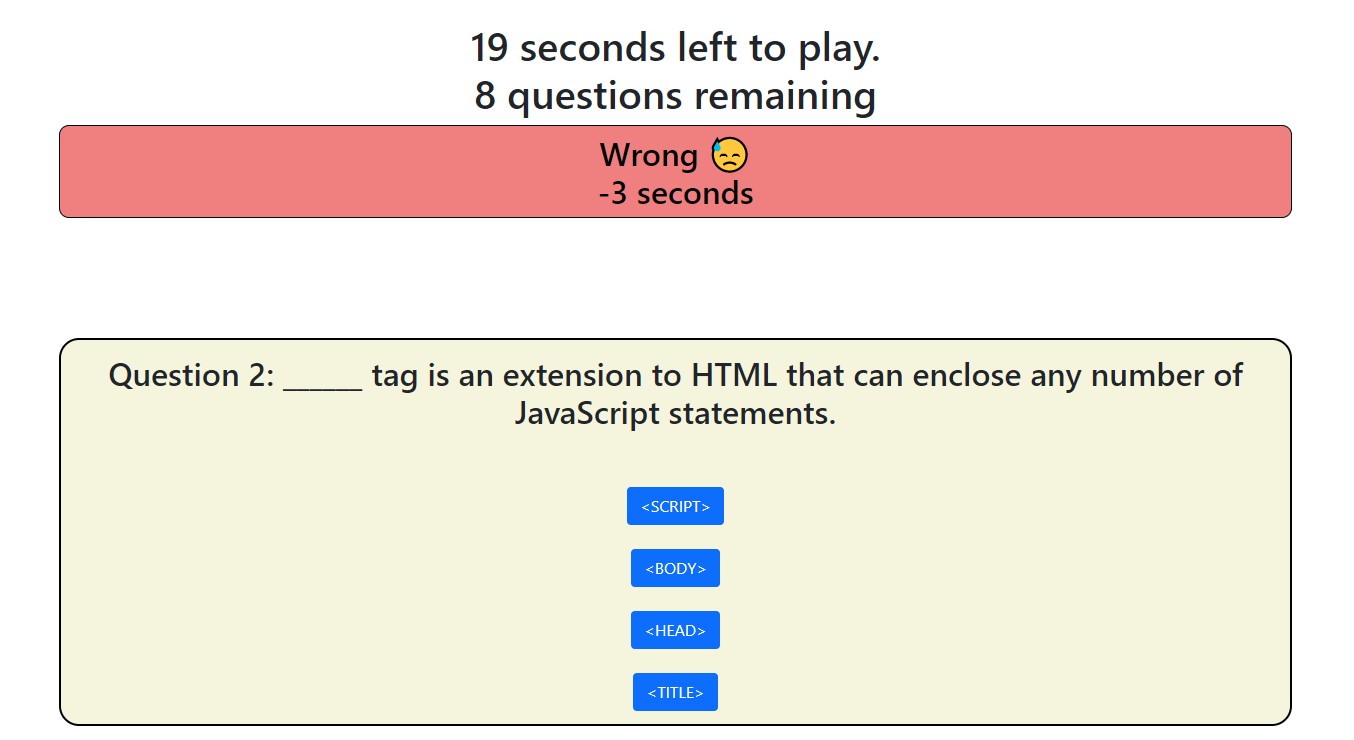 19 seconds left to play.
8 questions remaining
Wrong 😓
-3 seconds
Question 2: ______ tag is an extension to HTML that can enclose any number of
JavaScript statements.
<SCRIPT>
<BODY>
<HEAD>
<TITLE>